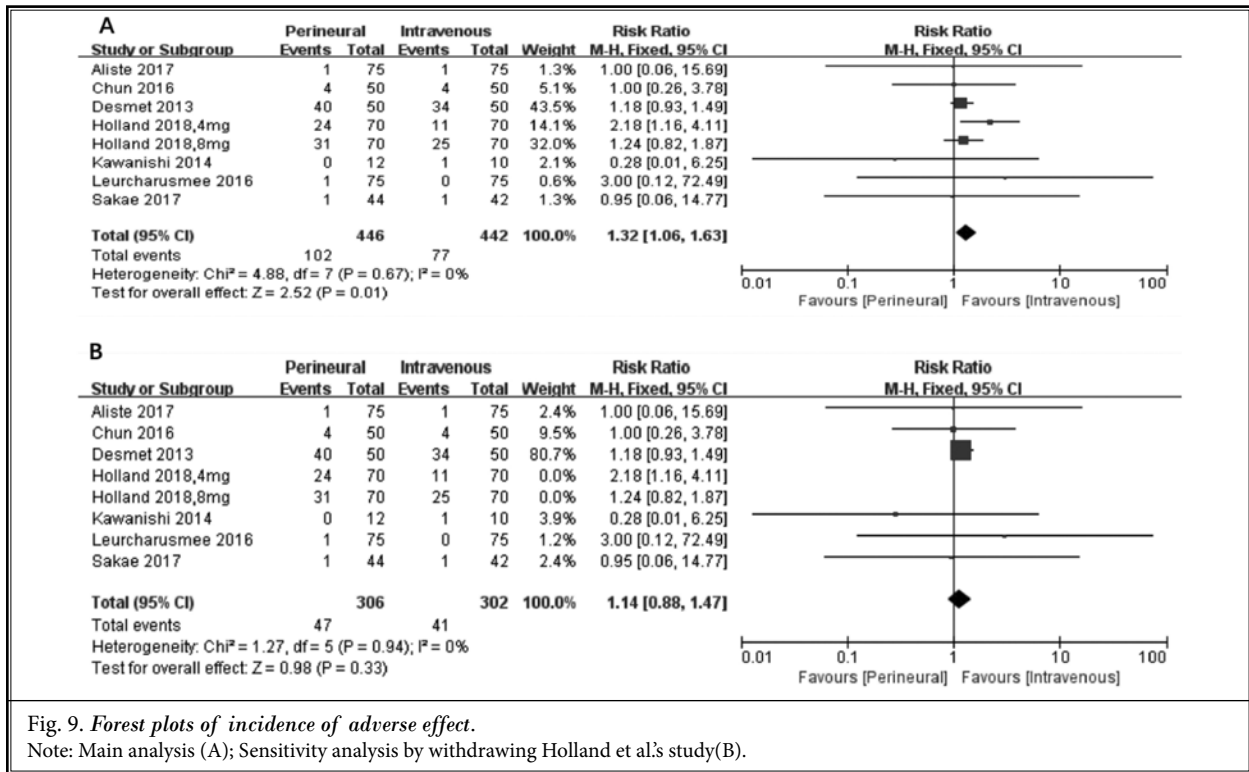 A
Perineural Intravenous Risk Ratio Risk Ratio
Study or Subgroup Events Total Events Total Weight M-H, Fixed, 95% CI M-H, Fixed, 95% CI
Aliste 2017 1 75 1 75 1.3% 1.00 [0.06, 15.69]
Chun 2016 4 50 4 50 5.1% 1.00 [0.26, 3.78]
Desmet 2013 40 50 34 50 43.5% 1.18 [0.93, 1.49]
Holland 2018,4mg 24 70 11 70 14.1% 2.18 [1.16, 4.11]
Holland 2018,8mg 31 70 25 70 32.0% 1.24 [0.82, 1.87]
Kawanishi 2014 0 12 1 10 2.1% 0.28 [0.01, 6.25]
Leurcharusmee 2016 1 75 0 75 0.6% 3.00 [0.12, 72.49]
Sakae 2017 1 44 1 42 1.3% 0.95 [0.06, 14.77]
Total (95% CI) 446 442 100.0% 1.32 [1.06, 1.63]
Total events 102 77
Heterogeneity: Chi² = 4.88, df = 7 (P = 0.67); I² = 0%
Test for overall effect: Z = 2.52 (P = 0.01)
0.01 0.1 1 10 100
Favours [Perineural] Favours [Intravenous]
B
Perineural Intravenous Risk Ratio Risk Ratio
Study or Subgroup Events Total Events Total Weight M-H, Fixed, 95% CI M-H, Fixed, 95% CI
Aliste 2017 1 75 1 75 2.4% 1.00 [0.06, 15.69]
Chun 2016 4 50 4 50 9.5% 1.00 [0.26, 3.78]
Desmet 2013 40 50 34 50 80.7% 1.18 [0.93, 1.49]
Holland 2018,4mg 24 70 11 70 0.0% 2.18 [1.16, 4.11]
Holland 2018,8mg 31 70 25 70 0.0% 1.24 [0.82, 1.87]
Kawanishi 2014 0 12 1 10 3.9% 0.28 [0.01, 6.25]
Leurcharusmee 2016 1 75 0 75 1.2% 3.00 [0.12, 72.49]
Sakae 2017 1 44 1 42 2.4% 0.95 [0.06, 14.77]
Total (95% CI) 306 302 100.0% 1.14 [0.88, 1.47]
Total events 47 41
Heterogeneity: Chi² = 1.27, df = 5 (P = 0.94); I² = 0%
Test for overall effect: Z = 0.98 (P = 0.33)
0.01 0.1 1 10 100
Favours [Perineural] Favours [Intravenous]
Fig. 9. Forest plots of incidence of adverse effect.
Note: Main analysis (A); Sensitivity analysis by withdrawing Holland et al.'s study(B).